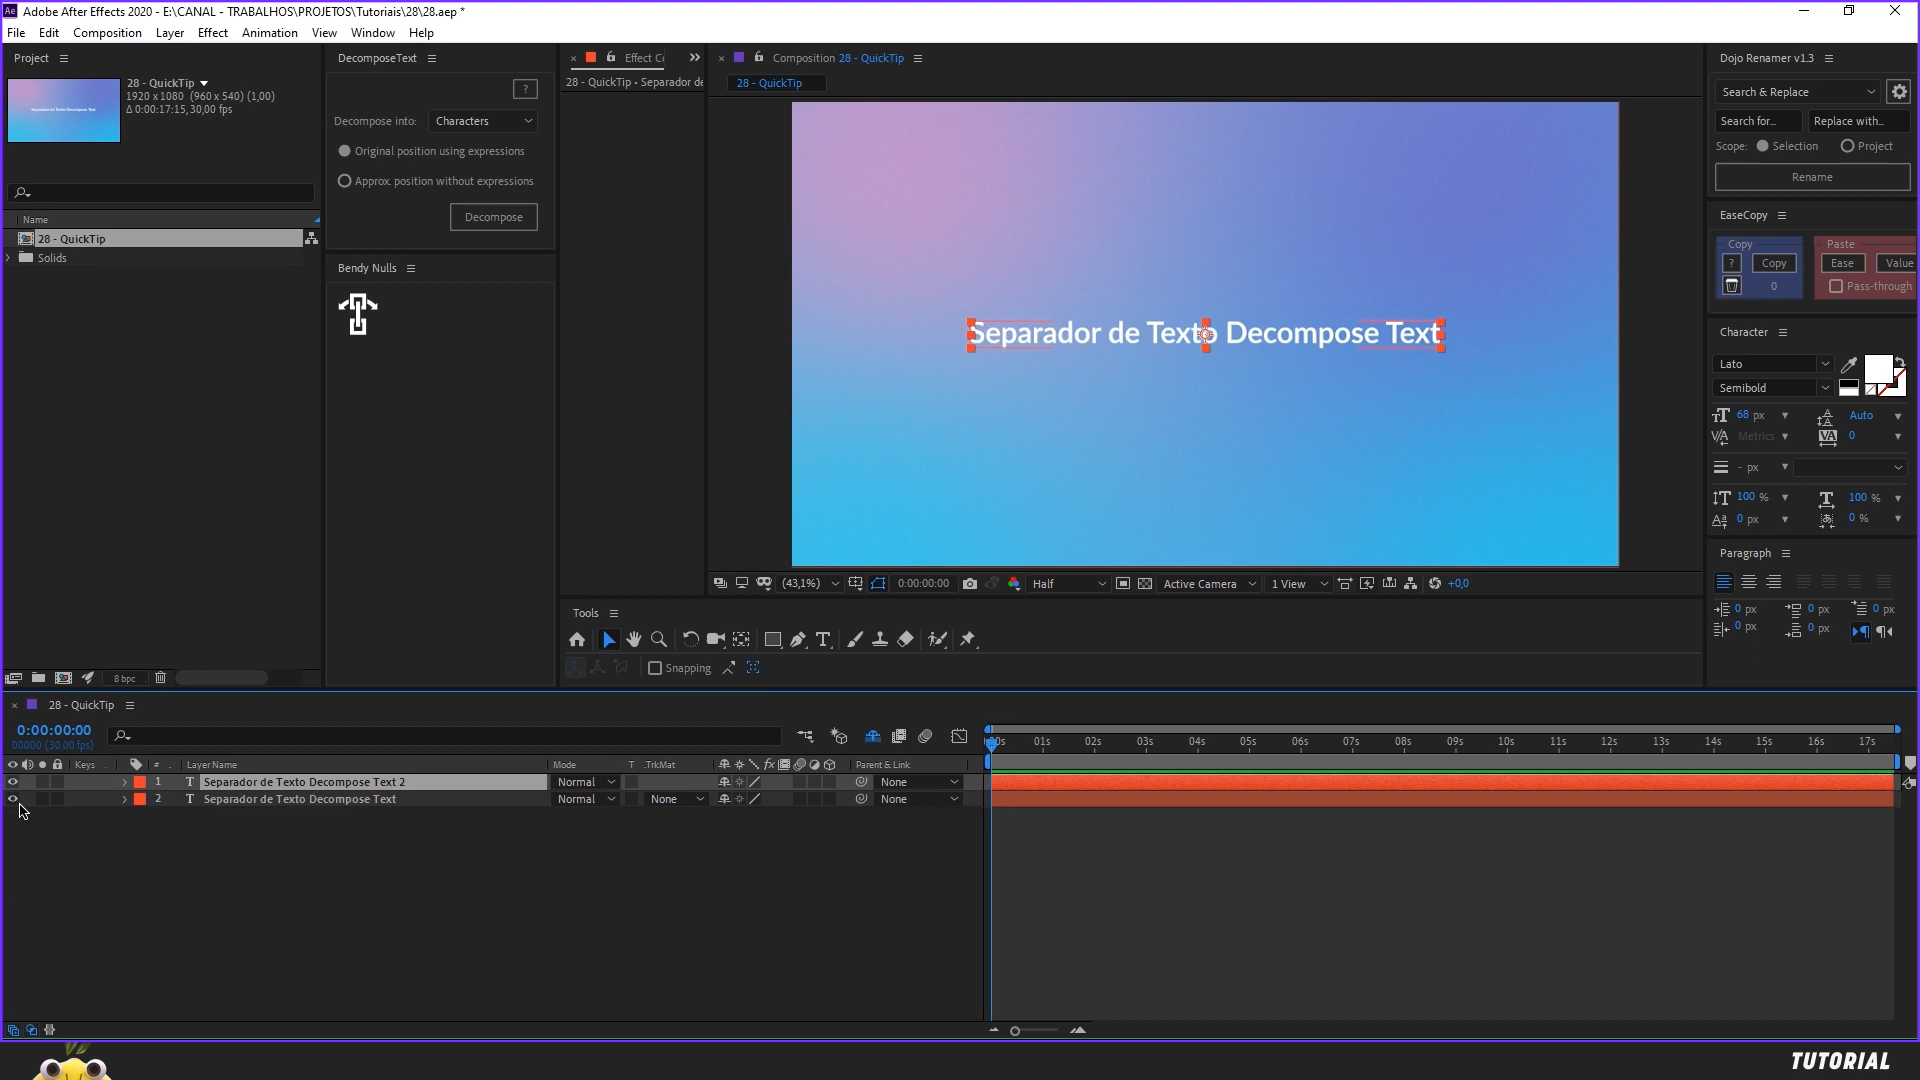 Ae Adobe After Effects 2020 - E:\CANAL - TRABALHOS\PROJETOS\Tutoriais\28\28.aep *
File Edit Composition Layer Effect Animation View Window Help
Project
28 - QuickTip
1920 x 1080 (960 x 540) (1,00)
Δ 0:00:17:15, 30,00 fps
Name
28 - QuickTip
Solids
8 bpc
DecomposeText
?
Decompose into: Characters
Original position using expressions
Approx. position without expressions
Decompose
Bendy Nulls
Effect Co
28 - QuickTip • Separador de
Composition 28 - QuickTip
28 - QuickTip
Separador de Texto Decompose Text
(43,1%) 0:00:00:00 Half Active Camera 1 View +0,0
Tools
Snapping
Dojo Renamer v1.3
Search & Replace
Search for... Replace with...
Scope: Selection Project
Rename
EaseCopy
Copy Paste
? Copy Ease Value
0 Pass-through
Character
Lato
Semibold
68 px Auto
Metrics 0
- px
100 % 100 %
0 px 0 %
Paragraph
0 px 0 px 0 px
0 px 0 px
28 - QuickTip
0:00:00:00
00000 (30.00 fps)
Keys # Layer Name Mode T .TrkMat Parent & Link
1 T Separador de Texto Decompose Text 2 Normal None
2 T Separador de Texto Decompose Text Normal None None
00s 01s 02s 03s 04s 05s 06s 07s 08s 09s 10s 11s 12s 13s 14s 15s 16s 17s
TUTORIAL